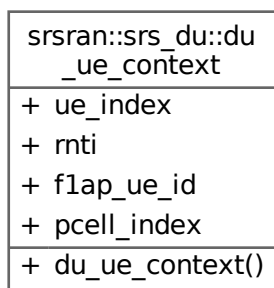 srsran::srs_du::du
_ue_context
+ ue_index
+ rnti
+ f1ap_ue_id
+ pcell_index
+ du_ue_context()